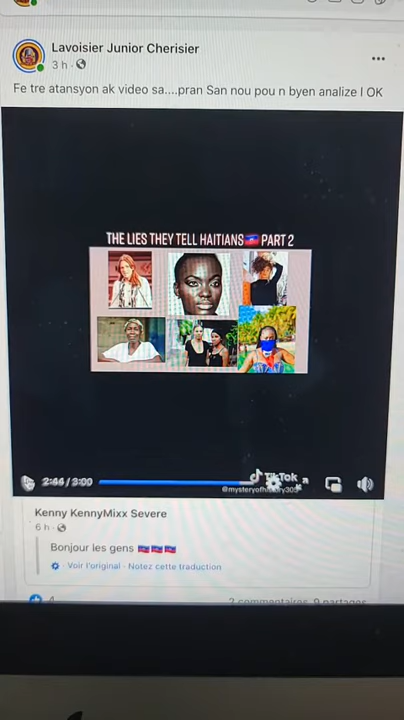 Lavoisier Junior Cherisier
3 h
Fe tre atansyon ak video sa....pran San nou pou n byen analize l OK
THE LIES THEY TELL HAITIANS PART 2
2:44 / 3:00
TikTok
Kenny KennyMixx Severe
6 h
Bonjour les gens
Voir l'original · Notez cette traduction
2 commentaires 9 partages